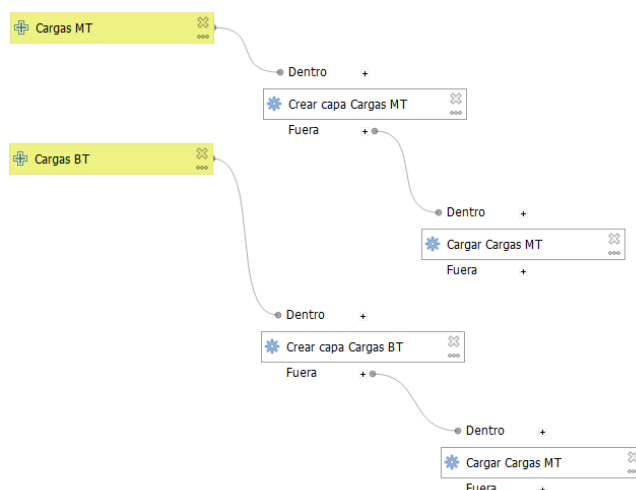 Cargas MT
Dentro
Crear capa Cargas MT
Fuera
Cargas BT
Dentro
Cargar Cargas MT
Fuera
Dentro
Crear capa Cargas BT
Fuera
Dentro
Cargar Cargas MT
Fuera